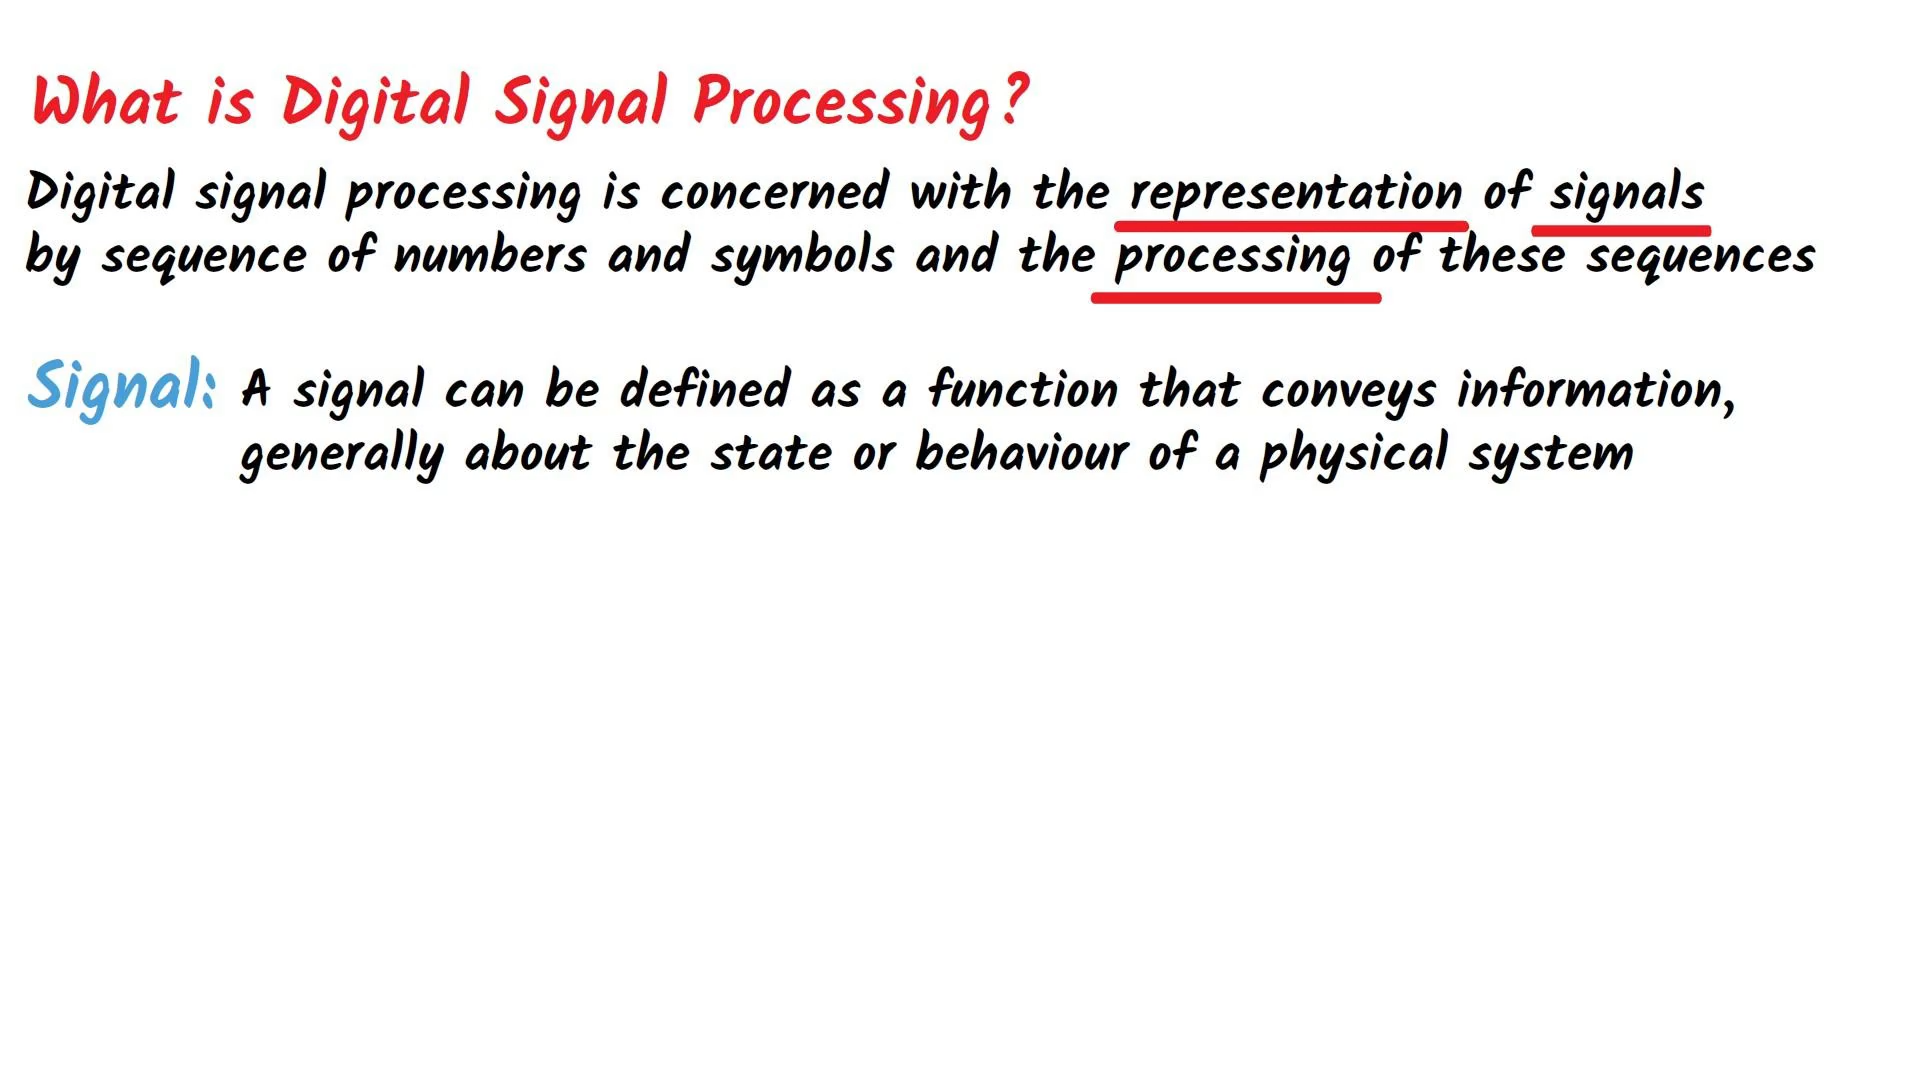 What is Digital Signal Processing?
Digital signal processing is concerned with the representation of signals
by sequence of numbers and symbols and the processing of these sequences
Signal: A signal can be defined as a function that conveys information,
generally about the state or behaviour of a physical system